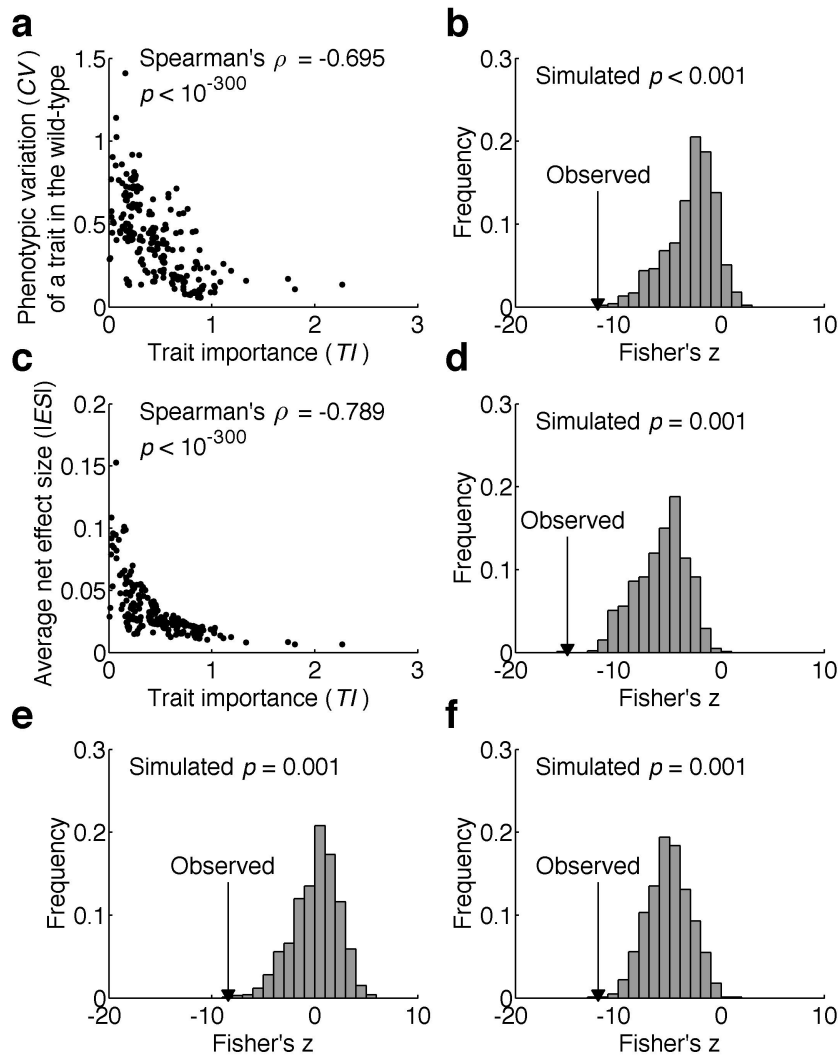 a
Spearman's ρ = -0.695
p < 10-300
Phenotypic variation (CV)
of a trait in the wild-type
1.5
1
0.5
0
0 1 2 3
Trait importance (TI)
b
Simulated p < 0.001
Observed
Frequency
0.3
0.2
0.1
0
-20 -10 0 10
Fisher's z
c
Spearman's ρ = -0.789
p < 10-300
Average net effect size (|ES|)
0.2
0.15
0.1
0.05
0
0 1 2 3
Trait importance (TI)
d
Simulated p = 0.001
Observed
Frequency
0.3
0.2
0.1
0
-20 -10 0 10
Fisher's z
e
Simulated p = 0.001
Observed
Frequency
0.3
0.2
0.1
0
-20 -10 0 10
Fisher's z
f
Simulated p = 0.001
Observed
Frequency
0.3
0.2
0.1
0
-20 -10 0 10
Fisher's z